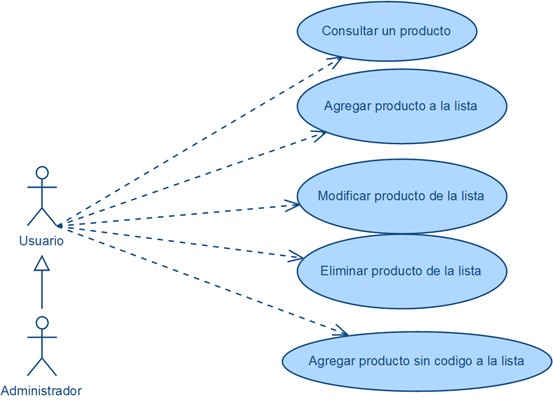 Consultar un producto
Agregar producto a la lista
Modificar producto de la lista
Usuario
Eliminar producto de la lista
Agregar producto sin codigo a la lista
Administrador